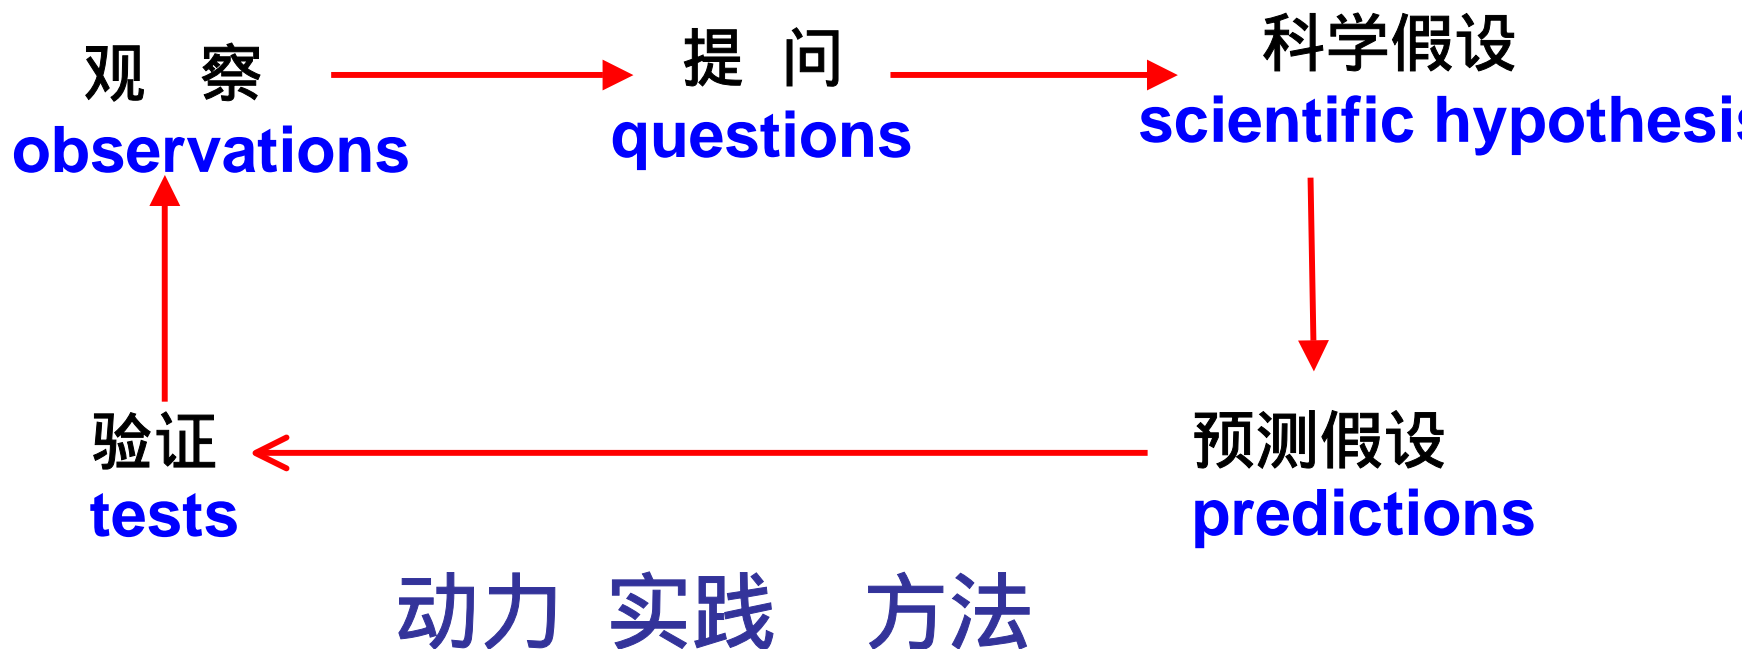 观 察 提 问 科学假设
observations questions scientific hypothesis
验证 预测假设
tests predictions
动力 实践 方法